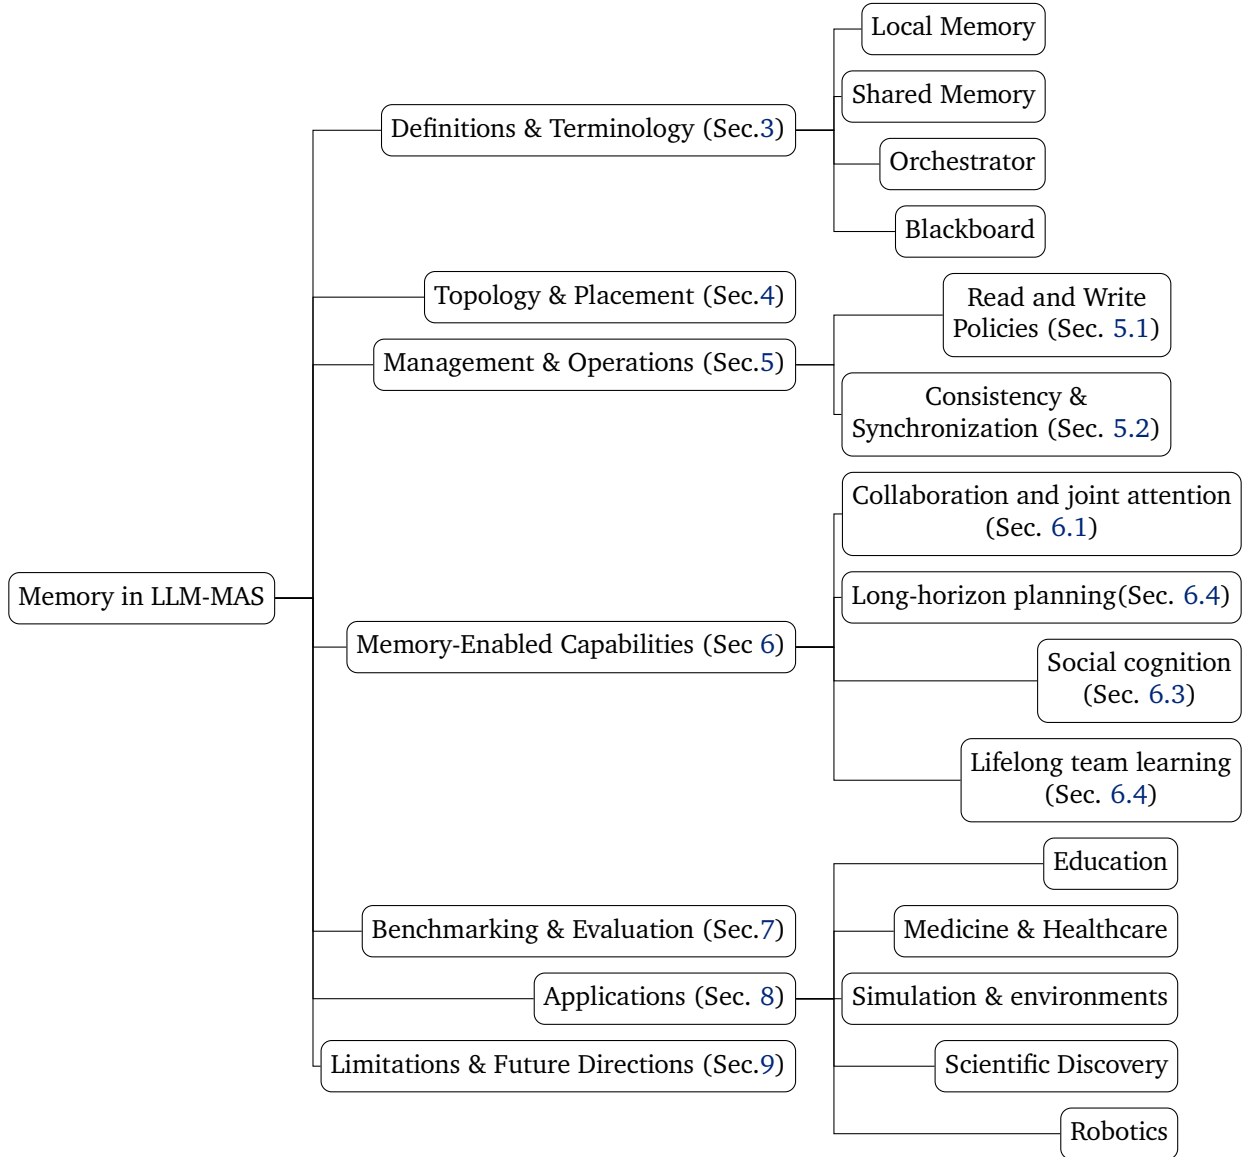 Memory in LLM-MAS
Definitions & Terminology (Sec.3)
Local Memory
Shared Memory
Orchestrator
Blackboard
Topology & Placement (Sec.4)
Management & Operations (Sec.5)
Read and Write
Policies (Sec. 5.1)
Consistency &
Synchronization (Sec. 5.2)
Memory-Enabled Capabilities (Sec 6)
Collaboration and joint attention
(Sec. 6.1)
Long-horizon planning(Sec. 6.4)
Social cognition
(Sec. 6.3)
Lifelong team learning
(Sec. 6.4)
Benchmarking & Evaluation (Sec.7)
Applications (Sec. 8)
Education
Medicine & Healthcare
Simulation & environments
Scientific Discovery
Robotics
Limitations & Future Directions (Sec.9)